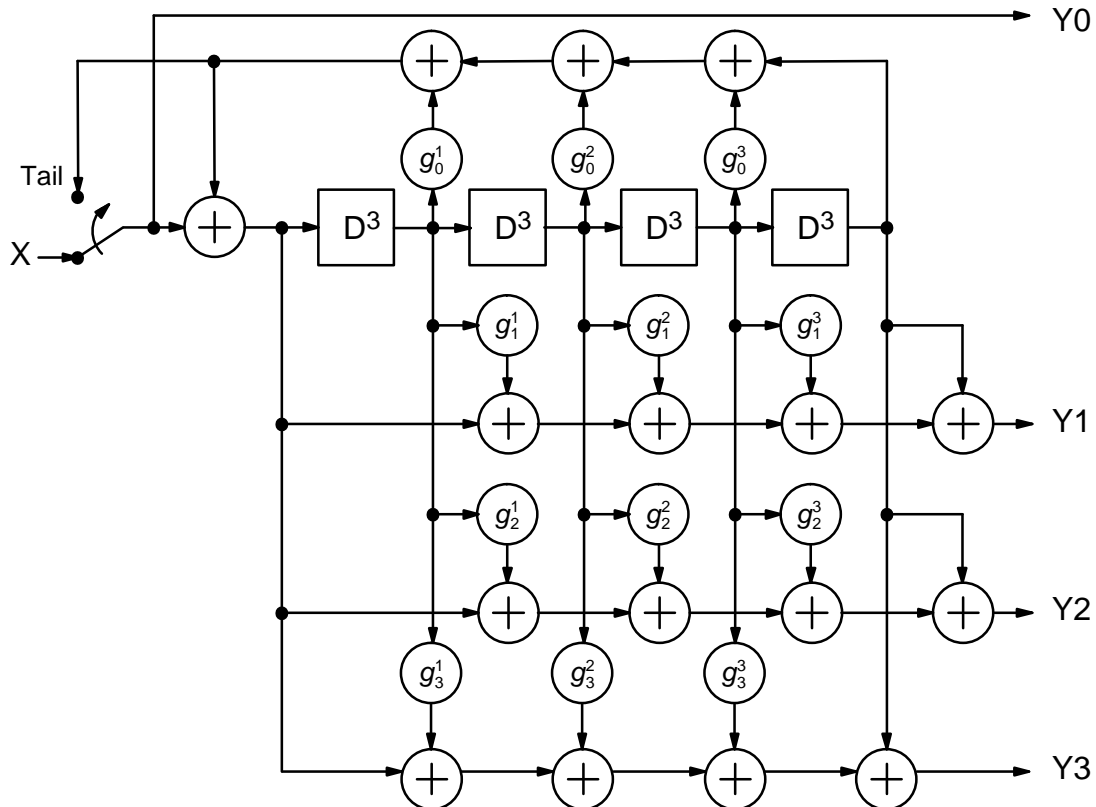 Y0
g₀¹ g₀² g₀³
Tail
D³ D³ D³ D³
X
g₁¹ g₁² g₁³
Y1
g₂¹ g₂² g₂³
Y2
g₃¹ g₃² g₃³
Y3